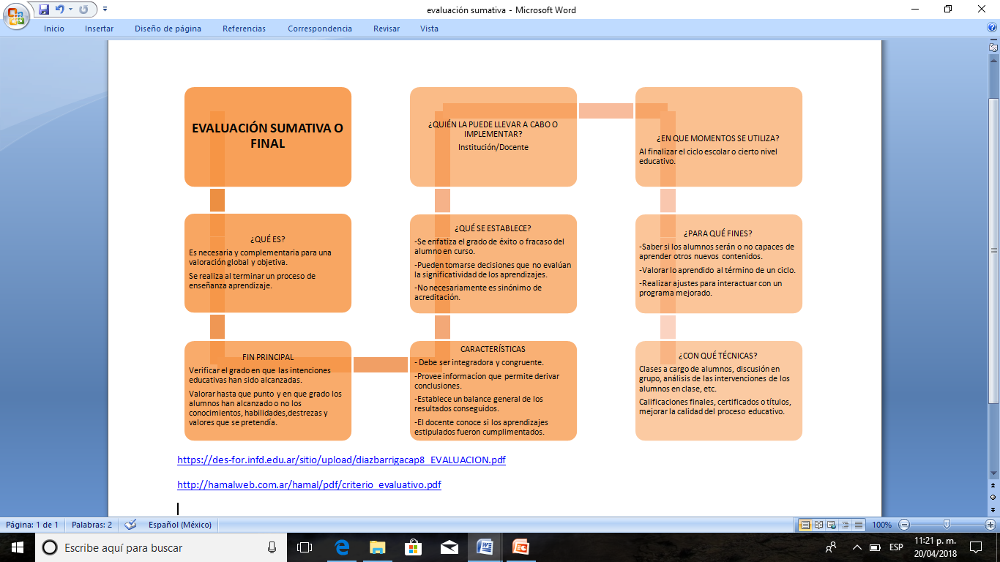 evaluación sumativa - Microsoft Word
Inicio Insertar Diseño de página Referencias Correspondencia Revisar Vista
EVALUACIÓN SUMATIVA O
FINAL
¿QUÉ ES?
Es necesaria y complementaria para una
valoración global y objetiva.
Se realiza al terminar un proceso de
enseñanza aprendizaje.
FIN PRINCIPAL
Verificar el grado en que las intenciones
educativas han sido alcanzadas.
Valorar hasta que punto y en que grado los
alumnos han alcanzado o no los
conocimientos, habilidades,destrezas y
valores que se pretendía.
CARACTERÍSTICAS
- Debe ser integradora y congruente.
-Provee informacíon que permite derivar
conclusiones.
-Establece un balance general de los
resultados conseguidos.
-El docente conoce si los aprendizajes
estipulados fueron cumplimentados.
¿QUÉ SE ESTABLECE?
-Se enfatiza el grado de éxito o fracaso del
alumno en curso.
-Pueden tomarse decisiones que no evalúan
la significatividad de los aprendizajes.
-No necesariamente es sinónimo de
acreditación.
¿QUIÉN LA PUEDE LLEVAR A CABO O
IMPLEMENTAR?
Institución/Docente
¿EN QUE MOMENTOS SE UTILIZA?
Al finalizar el ciclo escolar o cierto nivel
educativo.
¿PARA QUÉ FINES?
-Saber si los alumnos serán o no capaces de
aprender otros nuevos contenidos.
-Valorar lo aprendido al término de un ciclo.
-Realizar ajustes para interactuar con un
programa mejorado.
¿CON QUÉ TÉCNICAS?
Clases a cargo de alumnos, discusión en
grupo, análisis de las intervenciones de los
alumnos en clase, etc.
Calificaciones finales, certificados o títulos,
mejorar la calidad del proceso educativo.
https://des-for.infd.edu.ar/sitio/upload/diazbarrigacap8_EVALUACION.pdf
http://hamalweb.com.ar/hamal/pdf/criterio_evaluativo.pdf
Página: 1 de 1 Palabras: 2 Español (México) 100%
Escribe aquí para buscar
ESP
11:21 p. m.
20/04/2018